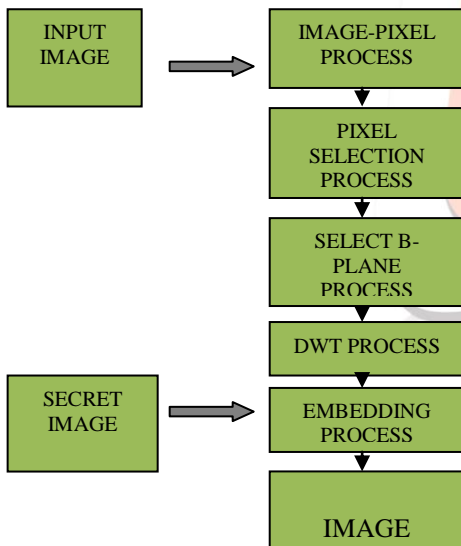 INPUT
IMAGE
IMAGE-PIXEL
PROCESS
PIXEL
SELECTION
PROCESS
SELECT B-
PLANE
PROCESS
DWT PROCESS
SECRET
IMAGE
EMBEDDING
PROCESS
IMAGE